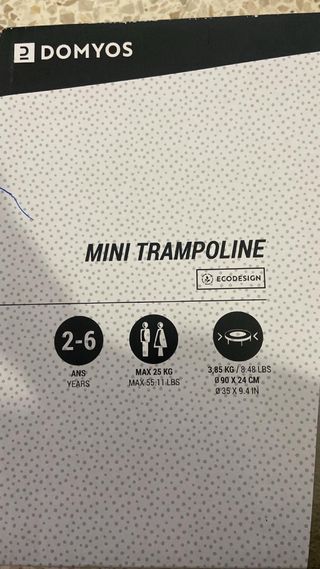 DOMYOS
MINI TRAMPOLINE
ECODESIGN
2-6
ANS
YEARS
MAX 25 KG
MAX 55.11 LBS
3,85 KG / 8.48 LBS
Ø 90 X 24 CM
Ø 35 X 9.4 IN